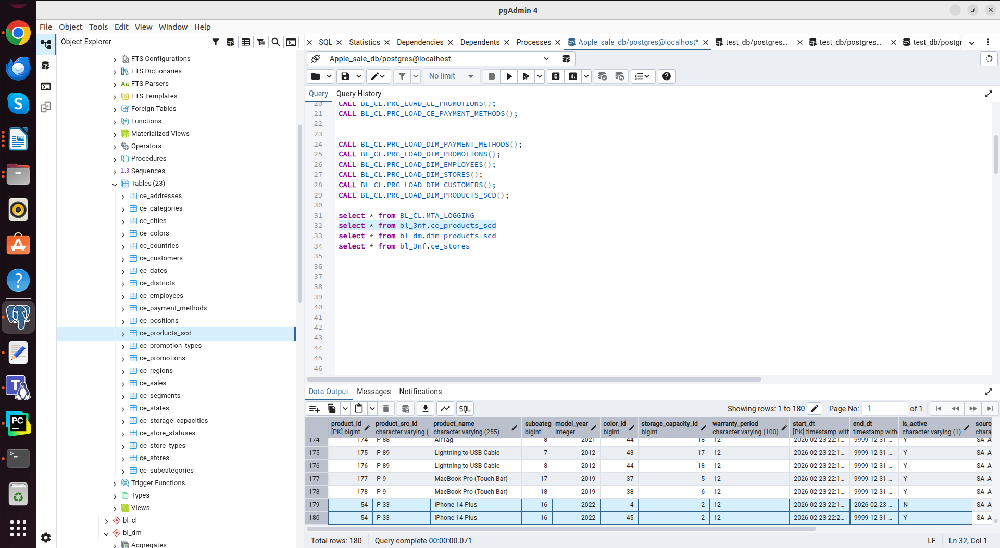 pgAdmin 4
File Object Tools Edit View Window Help
Object Explorer
SQL Statistics Dependencies Dependents Processes Apple_sale_db/postgres@localhost* test_db/postgres... test_db/postgres... test_db/postgr
Apple_sale_db/postgres@localhost
No limit
Query Query History
FTS Configurations
FTS Dictionaries
Aa FTS Parsers
FTS Templates
Foreign Tables
Functions
Materialized Views
Operators
Procedures
1.3 Sequences
Tables (23)
ce_addresses
ce_categories
ce_cities
ce_colors
ce_countries
ce_customers
ce_dates
ce_districts
ce_employees
ce_payment_methods
ce_positions
ce_products_scd
ce_promotion_types
ce_promotions
ce_regions
ce_sales
ce_segments
ce_states
ce_storage_capacities
ce_store_statuses
ce_store_types
ce_stores
ce_subcategories
Trigger Functions
Types
Views
bl_cl
bl_dm
Aggregates
20 CALL BL_CL.PRC_LOAD_CE_PROMOTIONS();
21 CALL BL_CL.PRC_LOAD_CE_PAYMENT_METHODS();
22
23
24 CALL BL_CL.PRC_LOAD_DIM_PAYMENT_METHODS();
25 CALL BL_CL.PRC_LOAD_DIM_PROMOTIONS();
26 CALL BL_CL.PRC_LOAD_DIM_EMPLOYEES();
27 CALL BL_CL.PRC_LOAD_DIM_STORES();
28 CALL BL_CL.PRC_LOAD_DIM_CUSTOMERS();
29 CALL BL_CL.PRC_LOAD_DIM_PRODUCTS_SCD();
30
31 select * from BL_CL.MTA_LOGGING
32 select * from bl_3nf.ce_products_scd
33 select * from bl_dm.dim_products_scd
34 select * from bl_3nf.ce_stores
35
36
37
38
39
40
41
42
43
44
45
46
Data Output Messages Notifications
SQL Showing rows: 1 to 180 Page No: 1 of 1
product_id product_src_id product_name subcateg model_year color_id storage_capacity_id warranty_period start_dt end_dt is_active sourc
[PK] bigint character varying ( character varying (255) bigint integer bigint bigint character varying (100) [PK] timestamp with timestamp with character varying (1) chara
174 174 P-88 AirTag 8 2021 44 18 12 2026-02-23 22:1... 9999-12-31 ... Y SA_A
175 175 P-89 Lightning to USB Cable 7 2012 43 17 12 2026-02-23 22:1... 9999-12-31 ... Y SA_A
176 176 P-89 Lightning to USB Cable 8 2012 44 18 12 2026-02-23 22:1... 9999-12-31 ... Y SA_A
177 177 P-9 MacBook Pro (Touch Bar) 17 2019 37 5 12 2026-02-23 22:1... 9999-12-31 ... Y SA_A
178 178 P-9 MacBook Pro (Touch Bar) 18 2019 38 6 12 2026-02-23 22:1... 9999-12-31 ... Y SA_A
179 54 P-33 iPhone 14 Plus 16 2022 4 2 12 2026-02-23 22:1... 2026-02-23 ... N SA_A
180 54 P-33 iPhone 14 Plus 16 2022 45 2 12 2026-02-23 22:2... 9999-12-31 ... Y SA_A
Total rows: 180 Query complete 00:00:00.071 LF Ln 32, Col 1